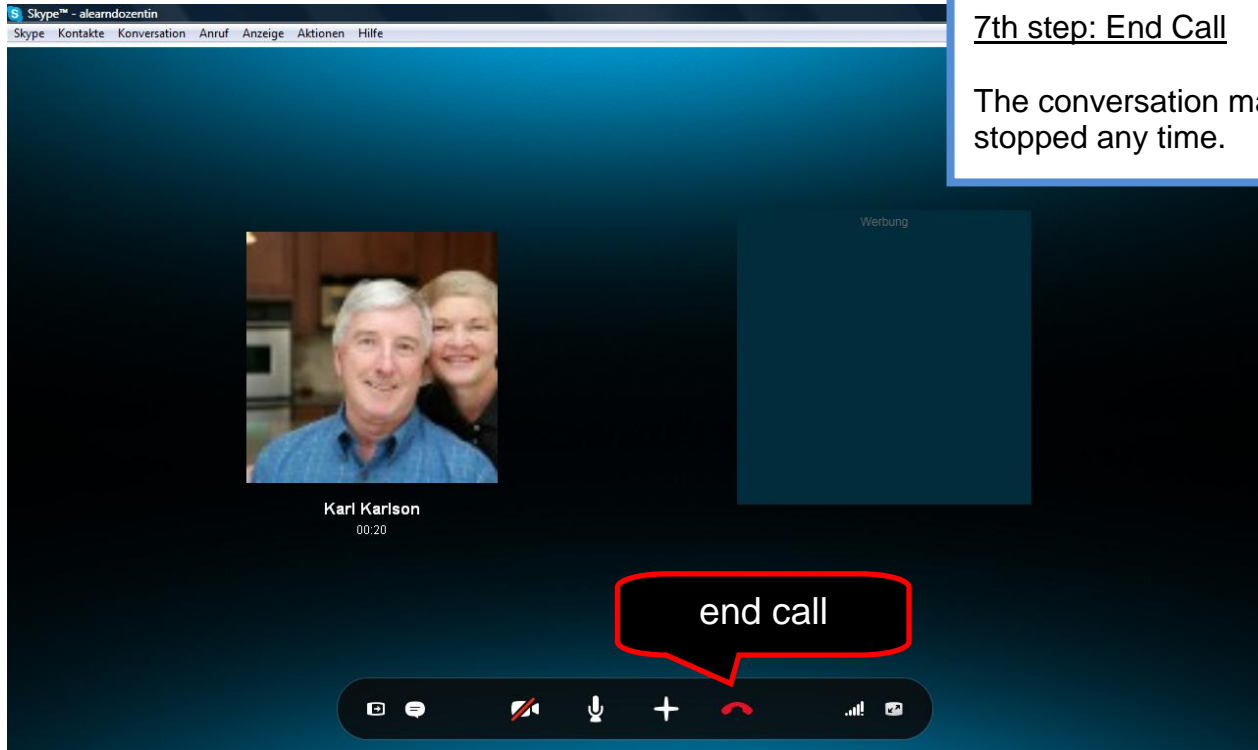 Skype™ - alearndozentin
Skype Kontakte Konversation Anruf Anzeige Aktionen Hilfe
7th step: End Call
The conversation ma
stopped any time.
Werbung
Karl Karlson
00:20
end call